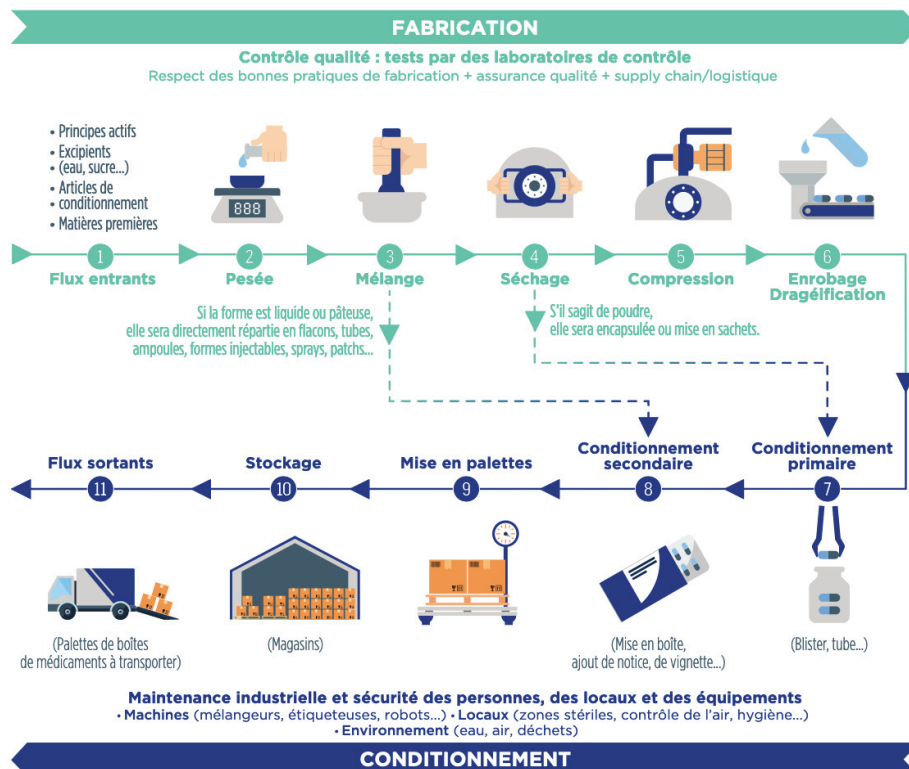 FABRICATION
Contrôle qualité : tests par des laboratoires de contrôle
Respect des bonnes pratiques de fabrication + assurance qualité + supply chain/logistique
• Principes actifs
• Excipients
(eau, sucre...)
• Articles de
conditionnement
• Matières premières
888
1
2
3
4
5
6
Flux entrants
Pesée
Mélange
Séchage
Compression
Enrobage
Dragéification
Si la forme est liquide ou pâteuse,
elle sera directement répartie en flacons, tubes,
ampoules, formes injectables, sprays, patchs...
S'il sagit de poudre,
elle sera encapsulée ou mise en sachets.
Flux sortants
Stockage
Mise en palettes
Conditionnement
secondaire
Conditionnement
primaire
11
10
9
8
7
(Palettes de boîtes
de médicaments à transporter)
(Magasins)
(Mise en boîte,
ajout de notice, de vignette...)
(Blister, tube...)
Maintenance industrielle et sécurité des personnes, des locaux et des équipements
• Machines (mélangeurs, étiqueteuses, robots...) • Locaux (zones stériles, contrôle de l'air, hygiène...)
• Environnement (eau, air, déchets)
CONDITIONNEMENT